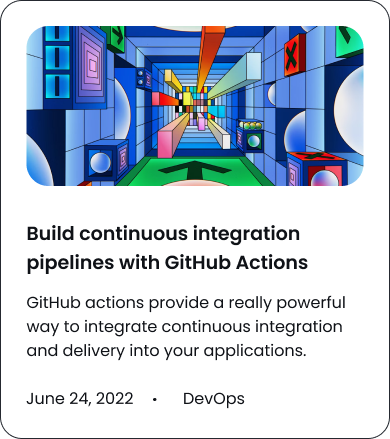 Build continuous integration
pipelines with GitHub Actions
GitHub actions provide a really powerful
way to integrate continuous integration
and delivery into your applications.
June 24, 2022 • DevOps